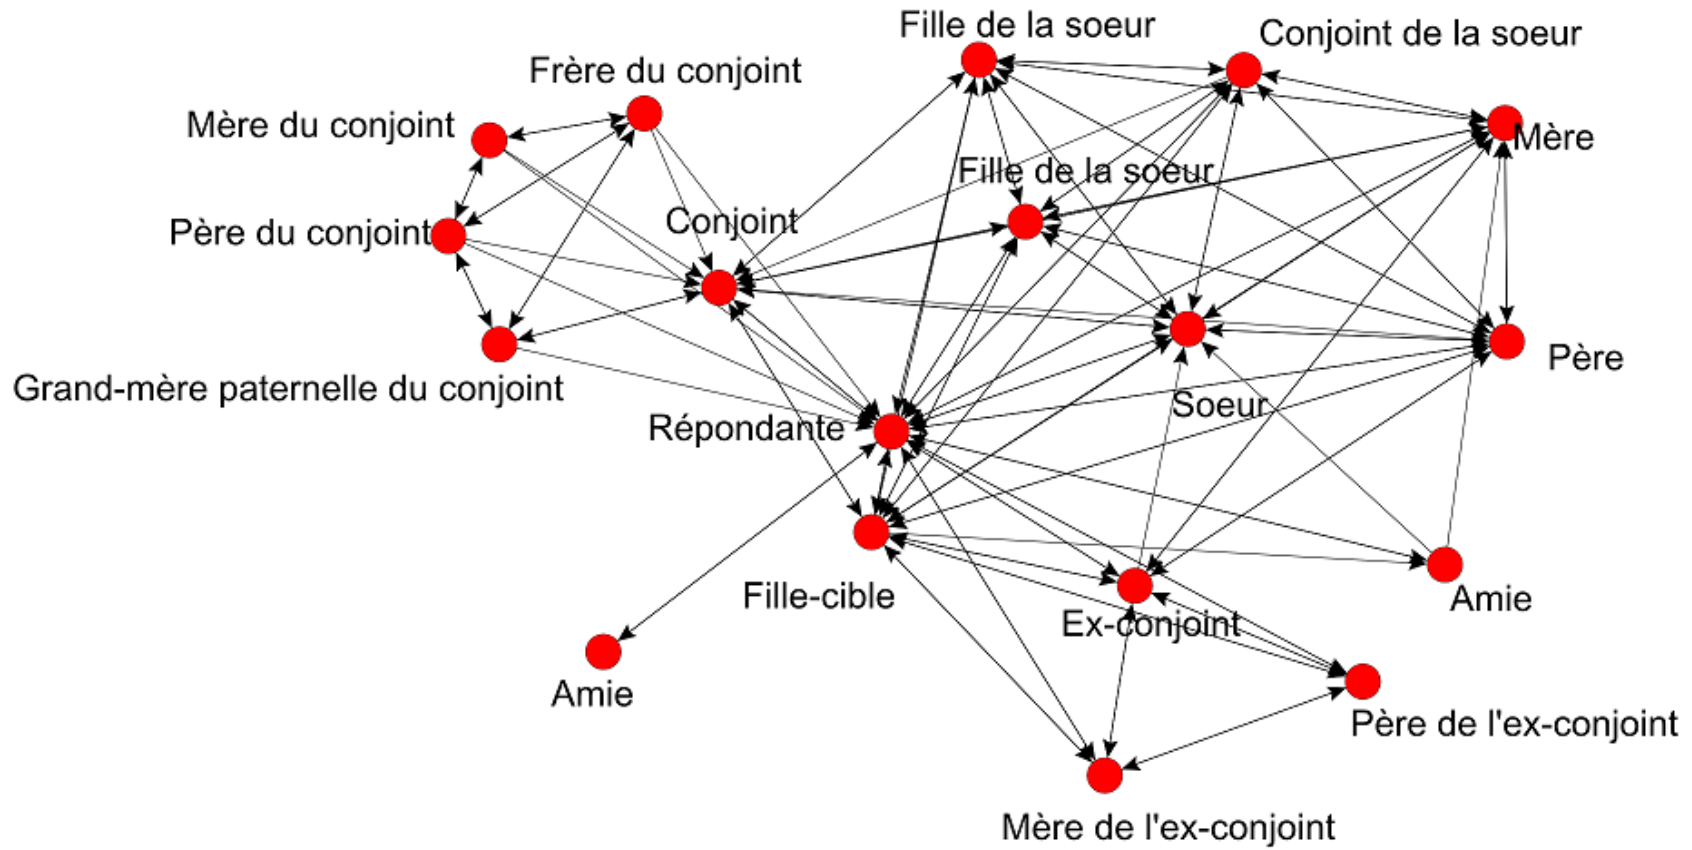 Fille de la soeur
Conjoint de la soeur
Frère du conjoint
Mère du conjoint
Mère
Fille de la soeur
Conjoint
Père du conjoint
Père
Grand-mère paternelle du conjoint
Soeur
Répondante
Fille-cible
Amie
Ex-conjoint
Amie
Père de l'ex-conjoint
Mère de l'ex-conjoint